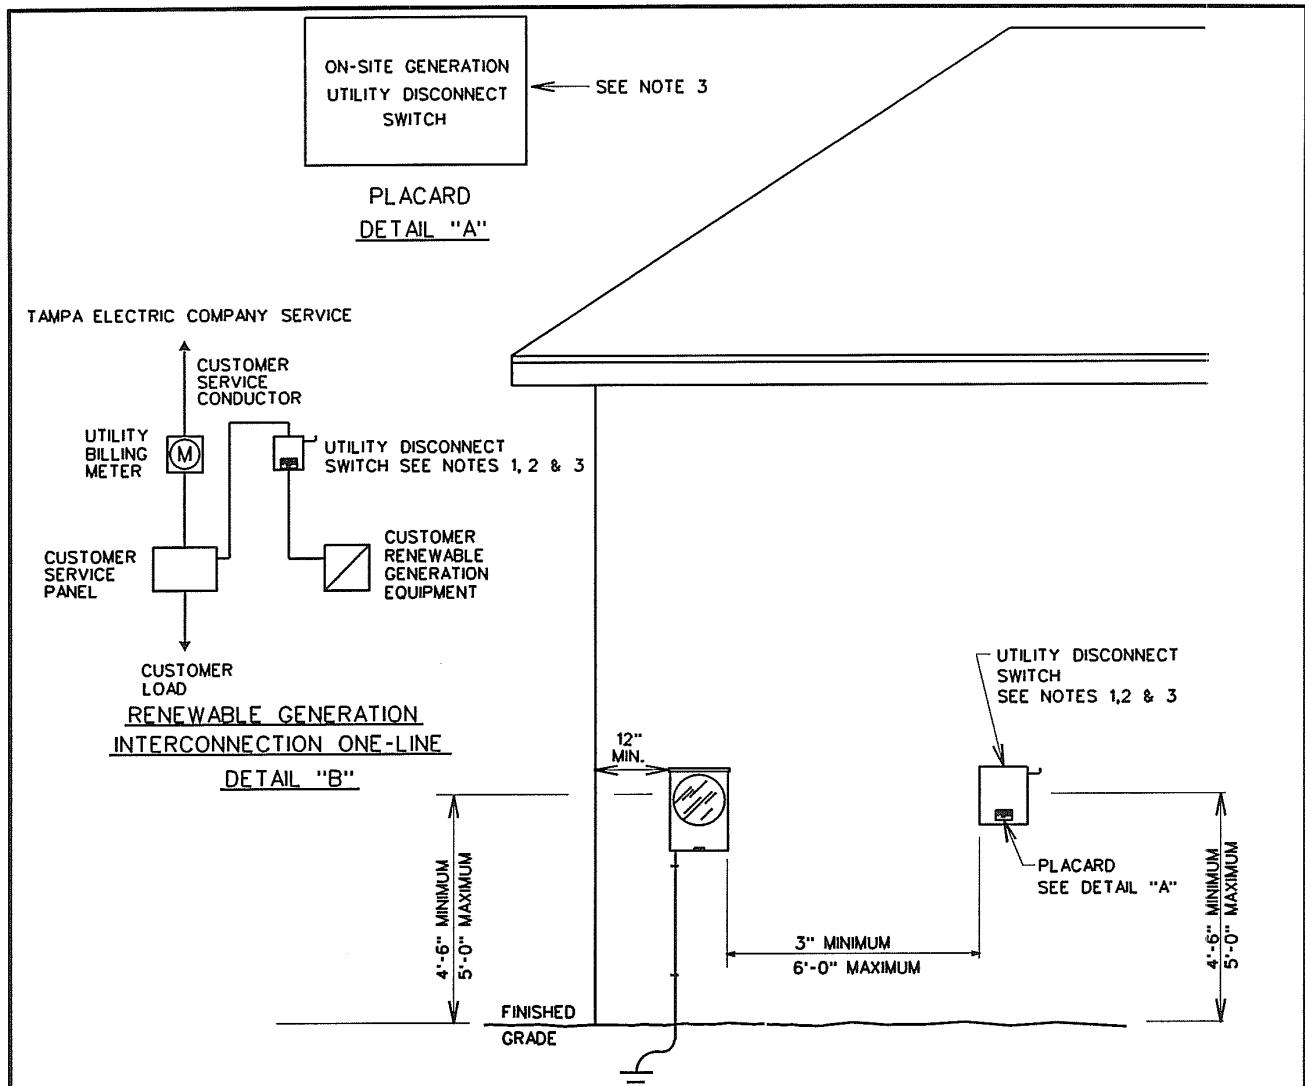 ON-SITE GENERATION
UTILITY DISCONNECT
SWITCH
SEE NOTE 3
PLACARD
DETAIL "A"
TAMPA ELECTRIC COMPANY SERVICE
CUSTOMER
SERVICE
CONDUCTOR
UTILITY
BILLING
METER
M
UTILITY DISCONNECT
SWITCH SEE NOTES 1, 2 & 3
CUSTOMER
SERVICE
PANEL
CUSTOMER
RENEWABLE
GENERATION
EQUIPMENT
CUSTOMER
LOAD
RENEWABLE GENERATION
INTERCONNECTION ONE-LINE
DETAIL "B"
UTILITY DISCONNECT
SWITCH
SEE NOTES 1,2 & 3
12"
MIN.
PLACARD
SEE DETAIL "A"
4'-6" MINIMUM
5'-0" MAXIMUM
3" MINIMUM
6'-0" MAXIMUM
4'-6" MINIMUM
5'-0" MAXIMUM
FINISHED
GRADE